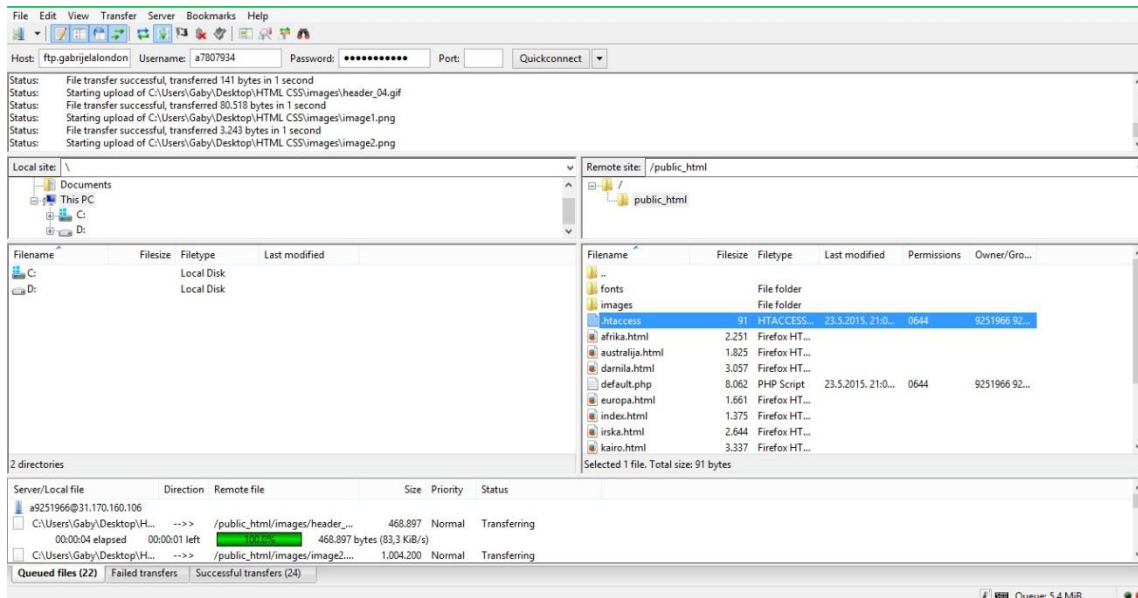 File Edit View Transfer Server Bookmarks Help
Host: ftp.gabrijelalondon Username: a7807934 Password: ●●●●●●●●●●● Port: Quickconnect
Status: File transfer successful, transferred 141 bytes in 1 second
Status: Starting upload of C:\Users\Gaby\Desktop\HTML CSS\images\header_04.gif
Status: File transfer successful, transferred 80.518 bytes in 1 second
Status: Starting upload of C:\Users\Gaby\Desktop\HTML CSS\images\image1.png
Status: File transfer successful, transferred 3.243 bytes in 1 second
Status: Starting upload of C:\Users\Gaby\Desktop\HTML CSS\images\image2.png
Local site: \
Documents
This PC
C:
D:
Filename Filesize Filetype Last modified
C: Local Disk
D: Local Disk
2 directories
Remote site: /public_html
/
public_html
Filename Filesize Filetype Last modified Permissions Owner/Gro...
..
fonts File folder
images File folder
.htaccess 91 HTACCESS... 23.5.2015. 21:0... 0644 9251966 92...
afrika.html 2.251 Firefox HT...
australija.html 1.825 Firefox HT...
darnila.html 3.057 Firefox HT...
default.php 8.062 PHP Script 23.5.2015. 21:0... 0644 9251966 92...
europa.html 1.661 Firefox HT...
index.html 1.375 Firefox HT...
irska.html 2.644 Firefox HT...
kairo.html 3.337 Firefox HT...
Selected 1 file. Total size: 91 bytes
Server/Local file Direction Remote file Size Priority Status
a9251966@31.170.160.106
C:\Users\Gaby\Desktop\H... -->> /public_html/images/header_... 468.897 Normal Transferring
00:00:04 elapsed 00:00:01 left 100.0% 468.897 bytes (83,3 KiB/s)
C:\Users\Gaby\Desktop\H... -->> /public_html/images/image2.... 1.004.200 Normal Transferring
Queued files (22) Failed transfers Successful transfers (24)
Queue: 5,4 MiB